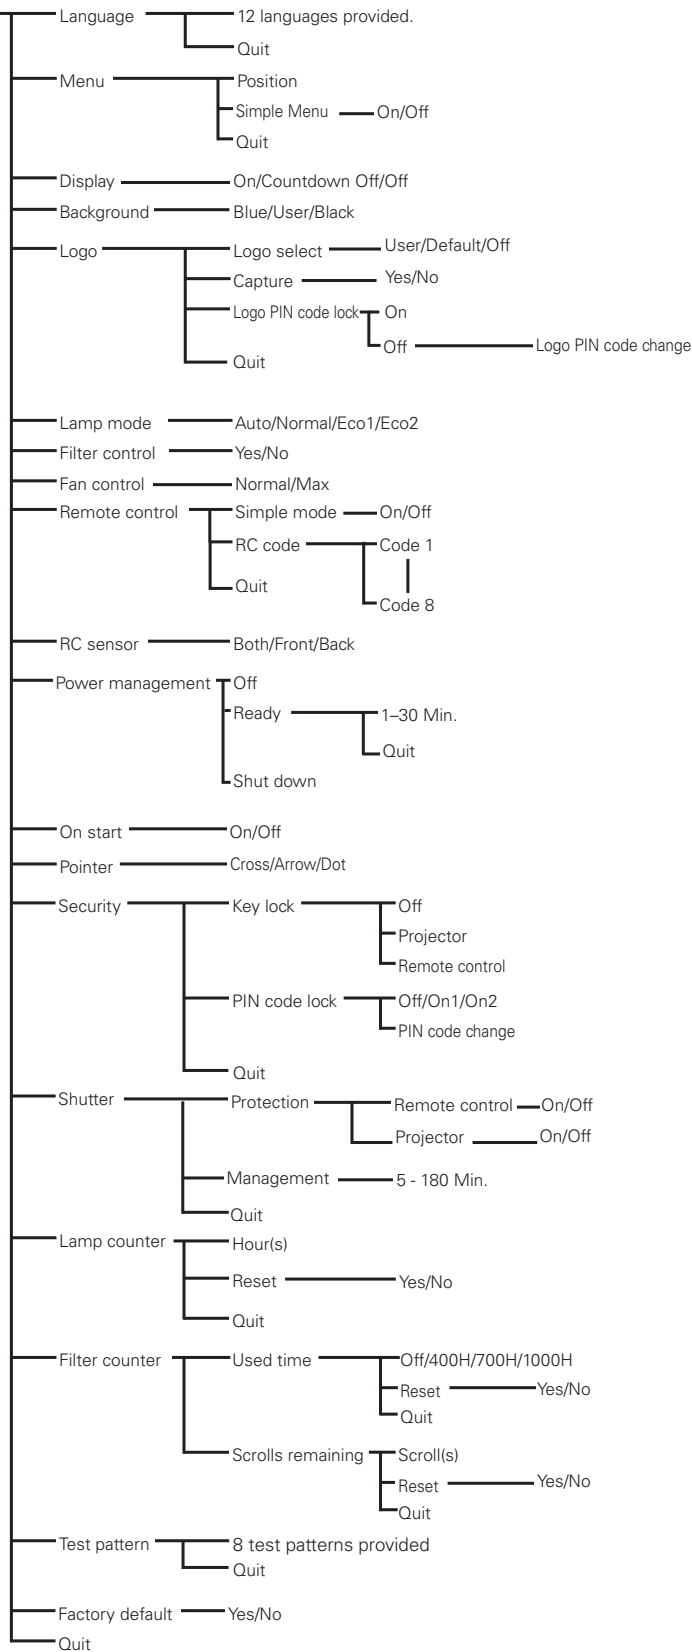 Language 12 languages provided.
Quit
Menu Position
Simple Menu On/Off
Quit
Display On/Countdown Off/Off
Background Blue/User/Black
Logo Logo select User/Default/Off
Capture Yes/No
Logo PIN code lock On
Off Logo PIN code change
Quit
Lamp mode Auto/Normal/Eco1/Eco2
Filter control Yes/No
Fan control Normal/Max
Remote control Simple mode On/Off
RC code Code 1
Quit
Code 8
RC sensor Both/Front/Back
Power management Off
Ready 1–30 Min.
Quit
Shut down
On start On/Off
Pointer Cross/Arrow/Dot
Security Key lock Off
Projector
Remote control
PIN code lock Off/On1/On2
PIN code change
Quit
Shutter Protection Remote control On/Off
Projector On/Off
Management 5 - 180 Min.
Quit
Lamp counter Hour(s)
Reset Yes/No
Quit
Filter counter Used time Off/400H/700H/1000H
Reset Yes/No
Quit
Scrolls remaining Scroll(s)
Reset Yes/No
Quit
Test pattern 8 test patterns provided
Quit
Factory default Yes/No
Quit